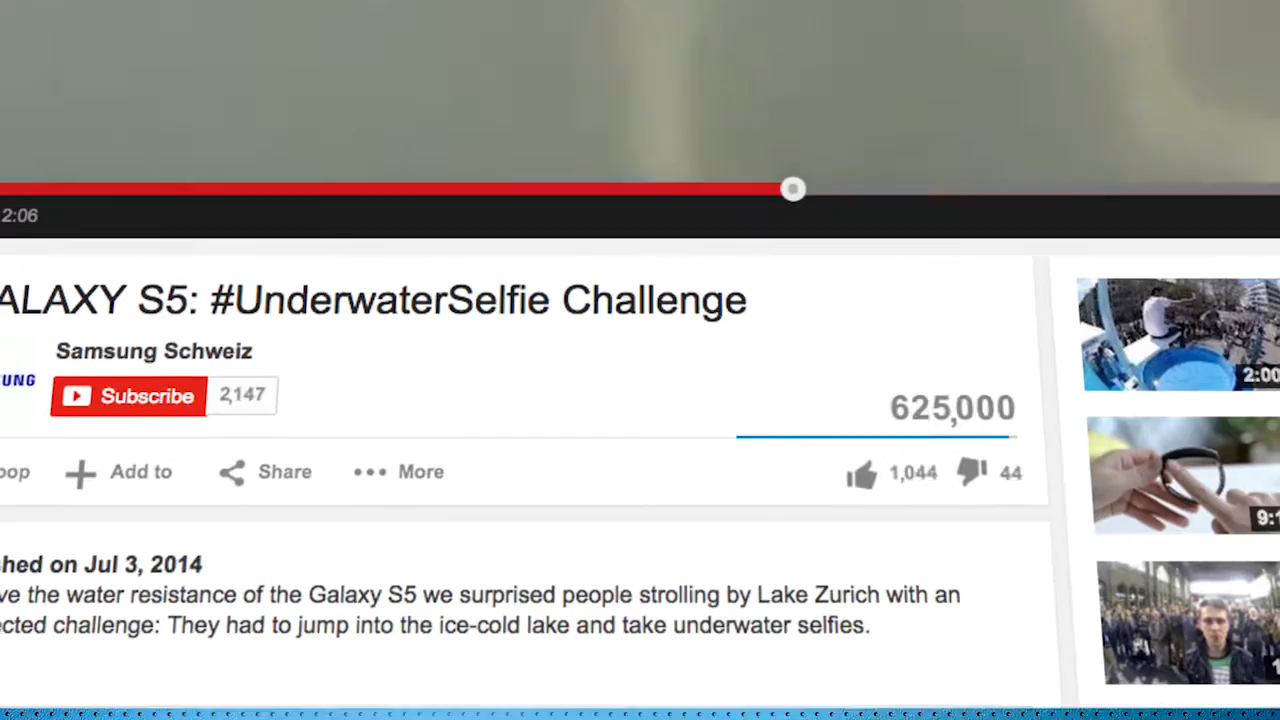 2:06
ALAXY S5: #UnderwaterSelfie Challenge
Samsung Schweiz
UNG
Subscribe 2,147
625,000
oop Add to Share More 1,044 44
2:00
9:1
1
shed on Jul 3, 2014
ve the water resistance of the Galaxy S5 we surprised people strolling by Lake Zurich with an
ected challenge: They had to jump into the ice-cold lake and take underwater selfies.